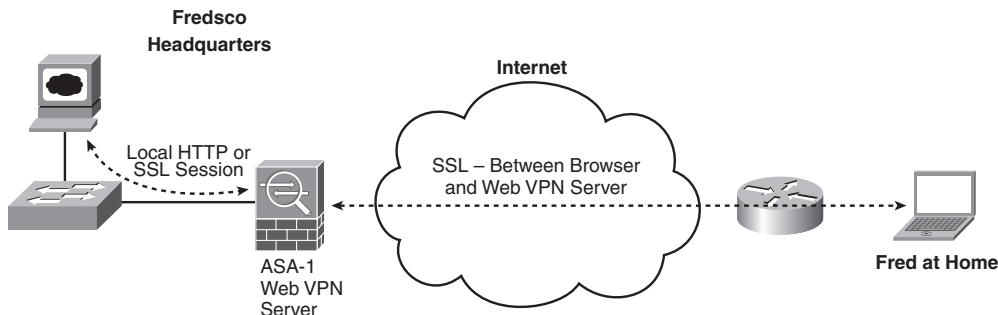 Fredsco
Headquarters
Internet
Local HTTP or
SSL Session
SSL – Between Browser
and Web VPN Server
ASA-1
Web VPN
Server
Fred at Home